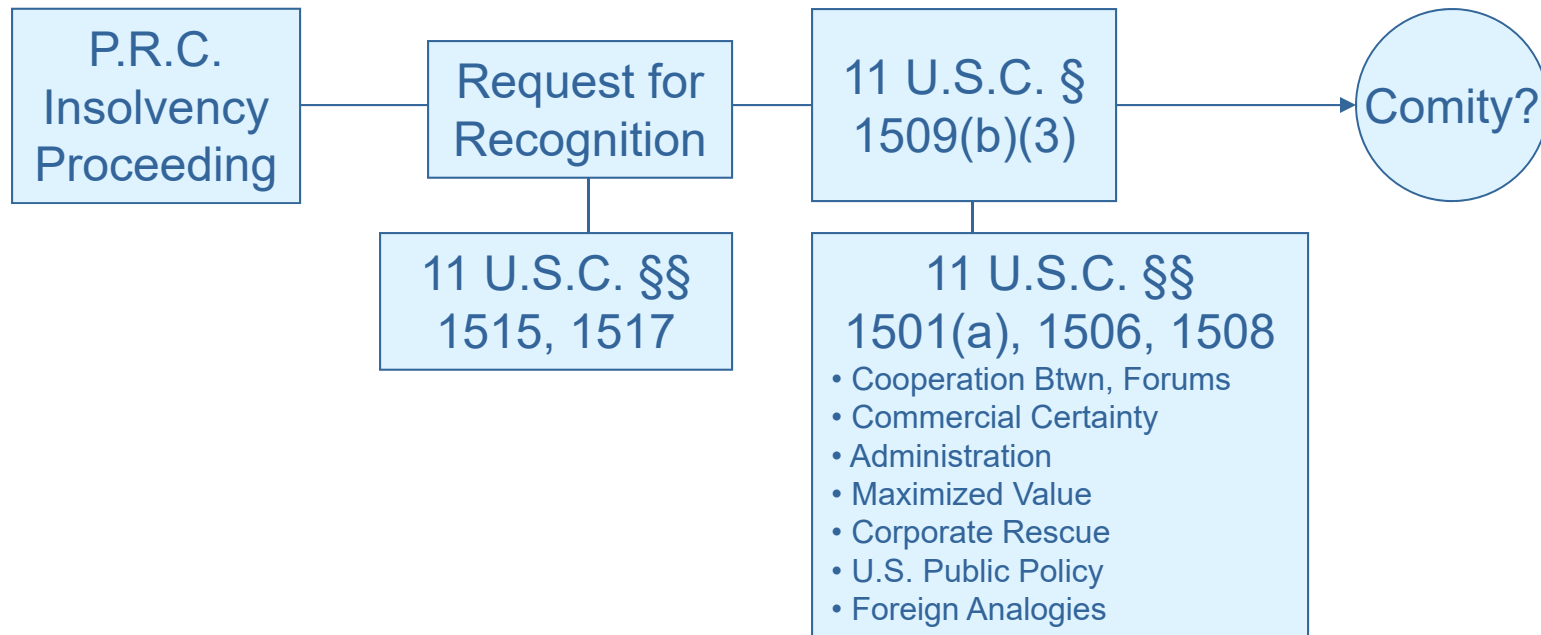 P.R.C.
Insolvency
Proceeding
Request for
Recognition
11 U.S.C. §
1509(b)(3)
Comity?
11 U.S.C. §§
1515, 1517
11 U.S.C. §§
1501(a), 1506, 1508
• Cooperation Btwn, Forums
• Commercial Certainty
• Administration
• Maximized Value
• Corporate Rescue
• U.S. Public Policy
• Foreign Analogies